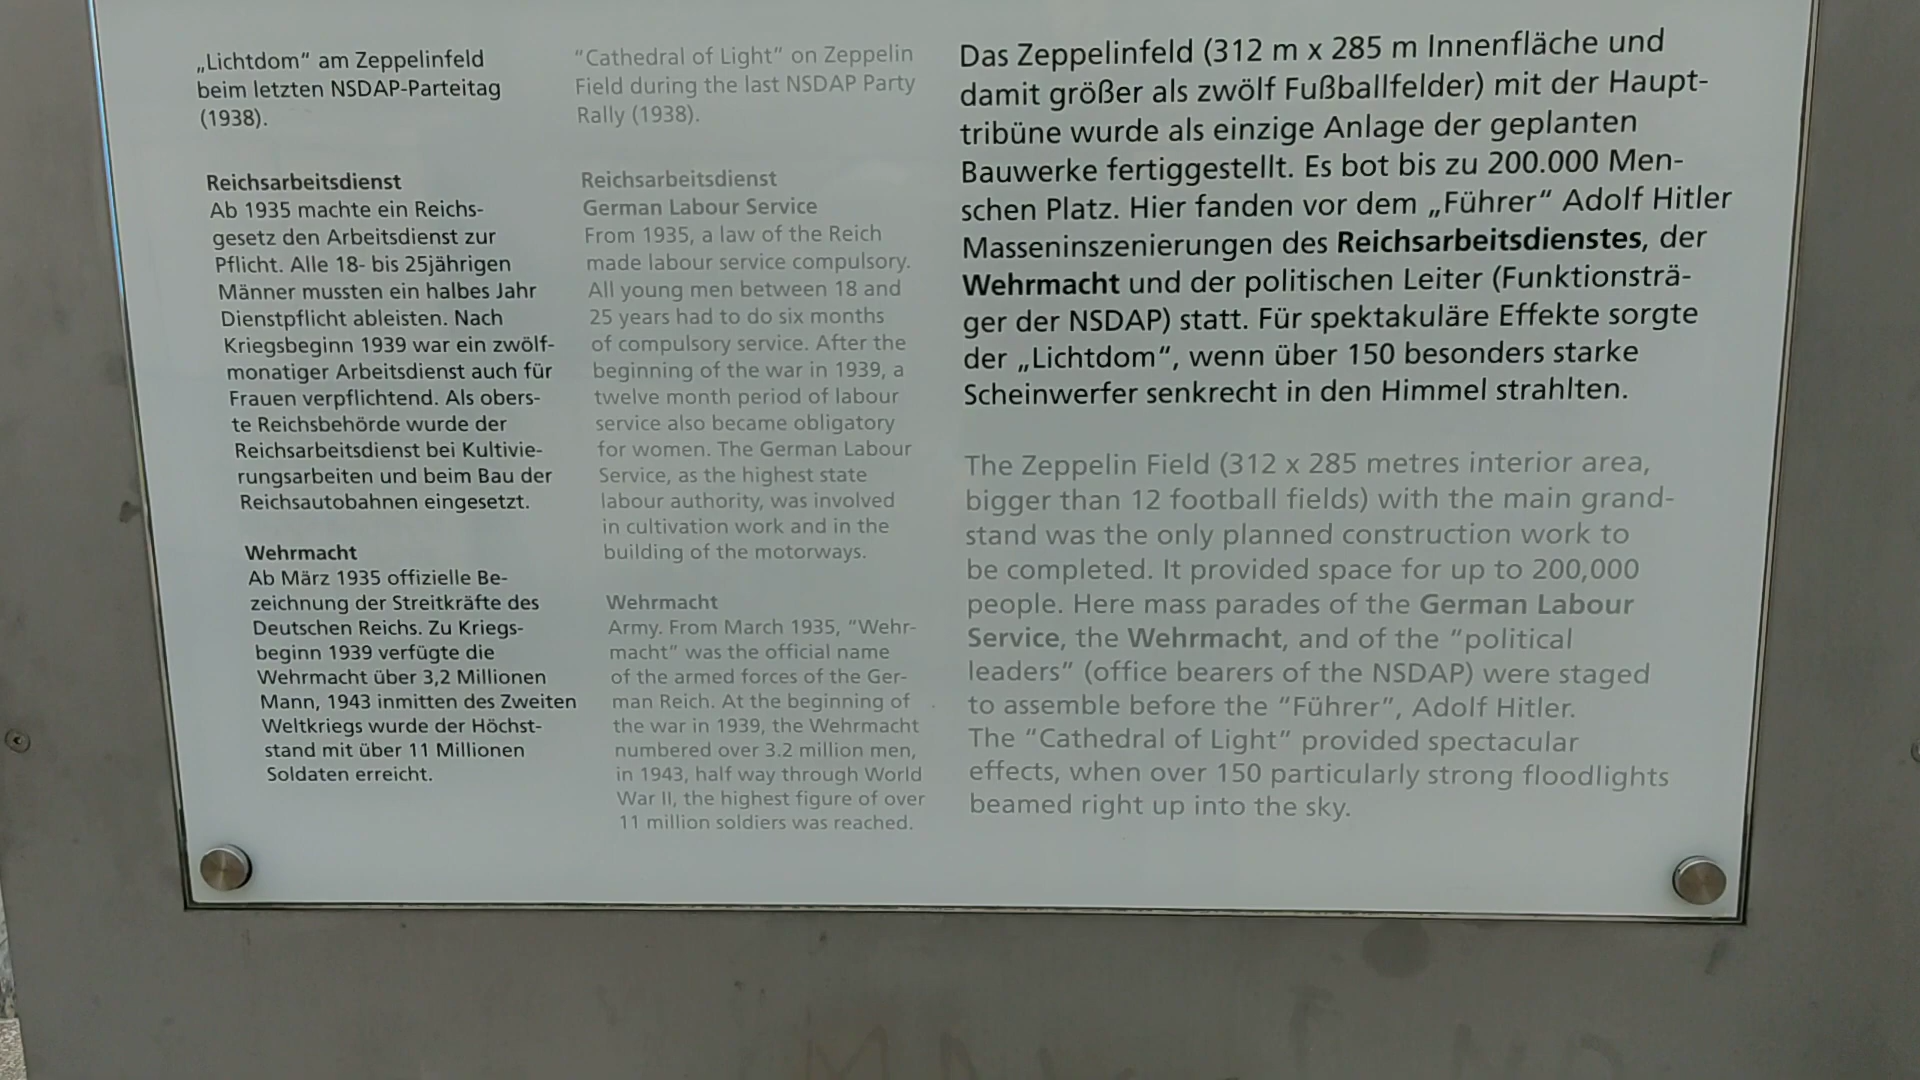 „Lichtdom“ am Zeppelinfeld
beim letzten NSDAP-Parteitag
(1938).
Reichsarbeitsdienst
Ab 1935 machte ein Reichs-
gesetz den Arbeitsdienst zur
Pflicht. Alle 18- bis 25jährigen
Männer mussten ein halbes Jahr
Dienstpflicht ableisten. Nach
Kriegsbeginn 1939 war ein zwölf-
monatiger Arbeitsdienst auch für
Frauen verpflichtend. Als obers-
te Reichsbehörde wurde der
Reichsarbeitsdienst bei Kultivie-
rungsarbeiten und beim Bau der
Reichsautobahnen eingesetzt.
Wehrmacht
Ab März 1935 offizielle Be-
zeichnung der Streitkräfte des
Deutschen Reichs. Zu Kriegs-
beginn 1939 verfügte die
Wehrmacht über 3,2 Millionen
Mann, 1943 inmitten des Zweiten
Weltkriegs wurde der Höchst-
stand mit über 11 Millionen
Soldaten erreicht.
“Cathedral of Light” on Zeppelin
Field during the last NSDAP Party
Rally (1938).
Reichsarbeitsdienst
German Labour Service
From 1935, a law of the Reich
made labour service compulsory.
All young men between 18 and
25 years had to do six months
of compulsory service. After the
beginning of the war in 1939, a
twelve month period of labour
service also became obligatory
for women. The German Labour
Service, as the highest state
labour authority, was involved
in cultivation work and in the
building of the motorways.
Wehrmacht
Army. From March 1935, “Wehr-
macht” was the official name
of the armed forces of the Ger-
man Reich. At the beginning of
the war in 1939, the Wehrmacht
numbered over 3.2 million men,
in 1943, half way through World
War II, the highest figure of over
11 million soldiers was reached.
Das Zeppelinfeld (312 m x 285 m Innenfläche und
damit größer als zwölf Fußballfelder) mit der Haupt-
tribüne wurde als einzige Anlage der geplanten
Bauwerke fertiggestellt. Es bot bis zu 200.000 Men-
schen Platz. Hier fanden vor dem „Führer“ Adolf Hitler
Masseninszenierungen des Reichsarbeitsdienstes, der
Wehrmacht und der politischen Leiter (Funktionsträ-
ger der NSDAP) statt. Für spektakuläre Effekte sorgte
der „Lichtdom“, wenn über 150 besonders starke
Scheinwerfer senkrecht in den Himmel strahlten.
The Zeppelin Field (312 x 285 metres interior area,
bigger than 12 football fields) with the main grand-
stand was the only planned construction work to
be completed. It provided space for up to 200,000
people. Here mass parades of the German Labour
Service, the Wehrmacht, and of the “political
leaders” (office bearers of the NSDAP) were staged
to assemble before the “Führer”, Adolf Hitler.
The “Cathedral of Light” provided spectacular
effects, when over 150 particularly strong floodlights
beamed right up into the sky.